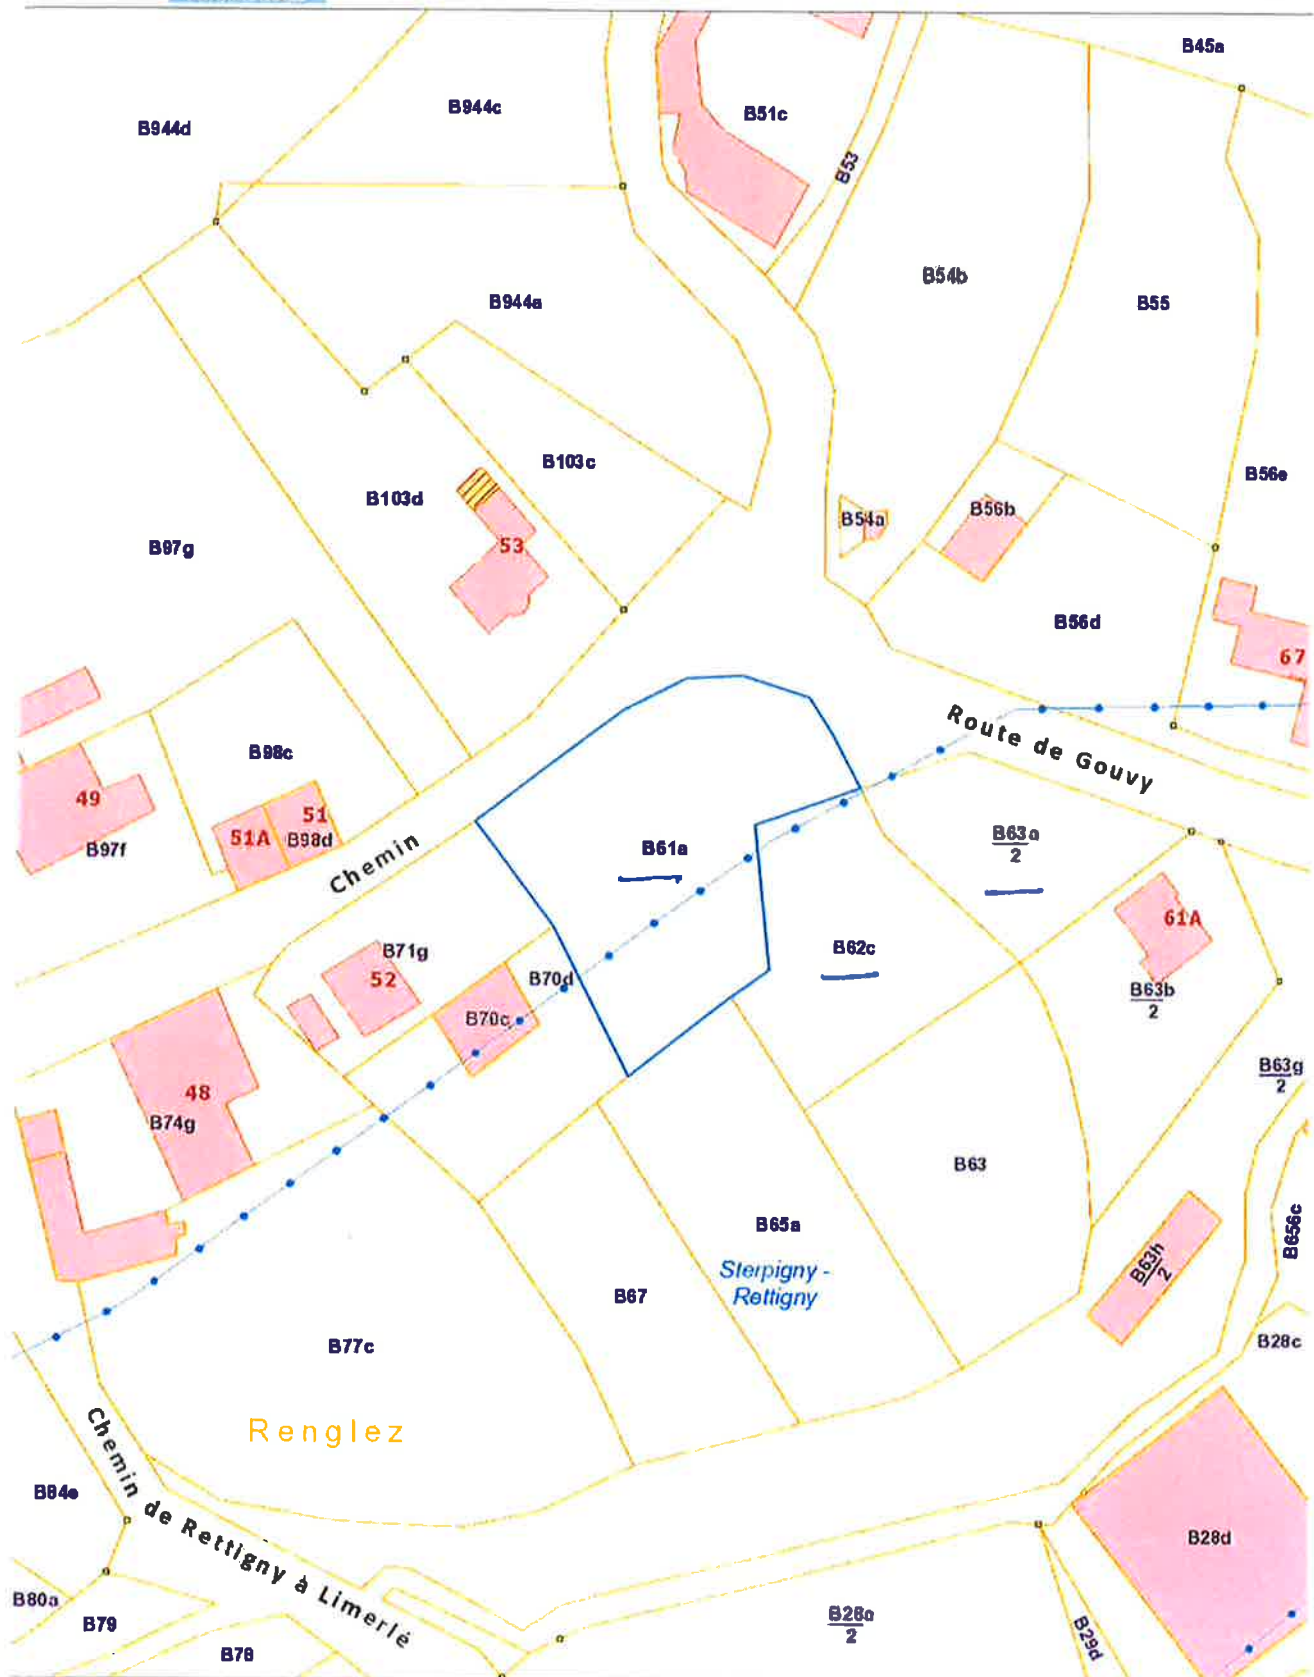 B45a
B944c
B944d
B51c
B53
B54b
B944a
B55
B103c
B56e
B103d
B56b
B54a
B97g
53
B56d
67
Route de Gouvy
B98c
49
51
51A
B98d
B97f
Chemin
B61a
B63a
2
61A
B71g
52
B62c
B70d
B63b
2
B70c
B63g
2
48
B74g
B63
B65a
B656c
Sterpigny -
Rettigny
B63h
2
B67
B77c
B28c
Renglez
Chemin de Rettigny à Limerlé
B84e
B28d
B80a
B79
B28a
2
B29d
B78